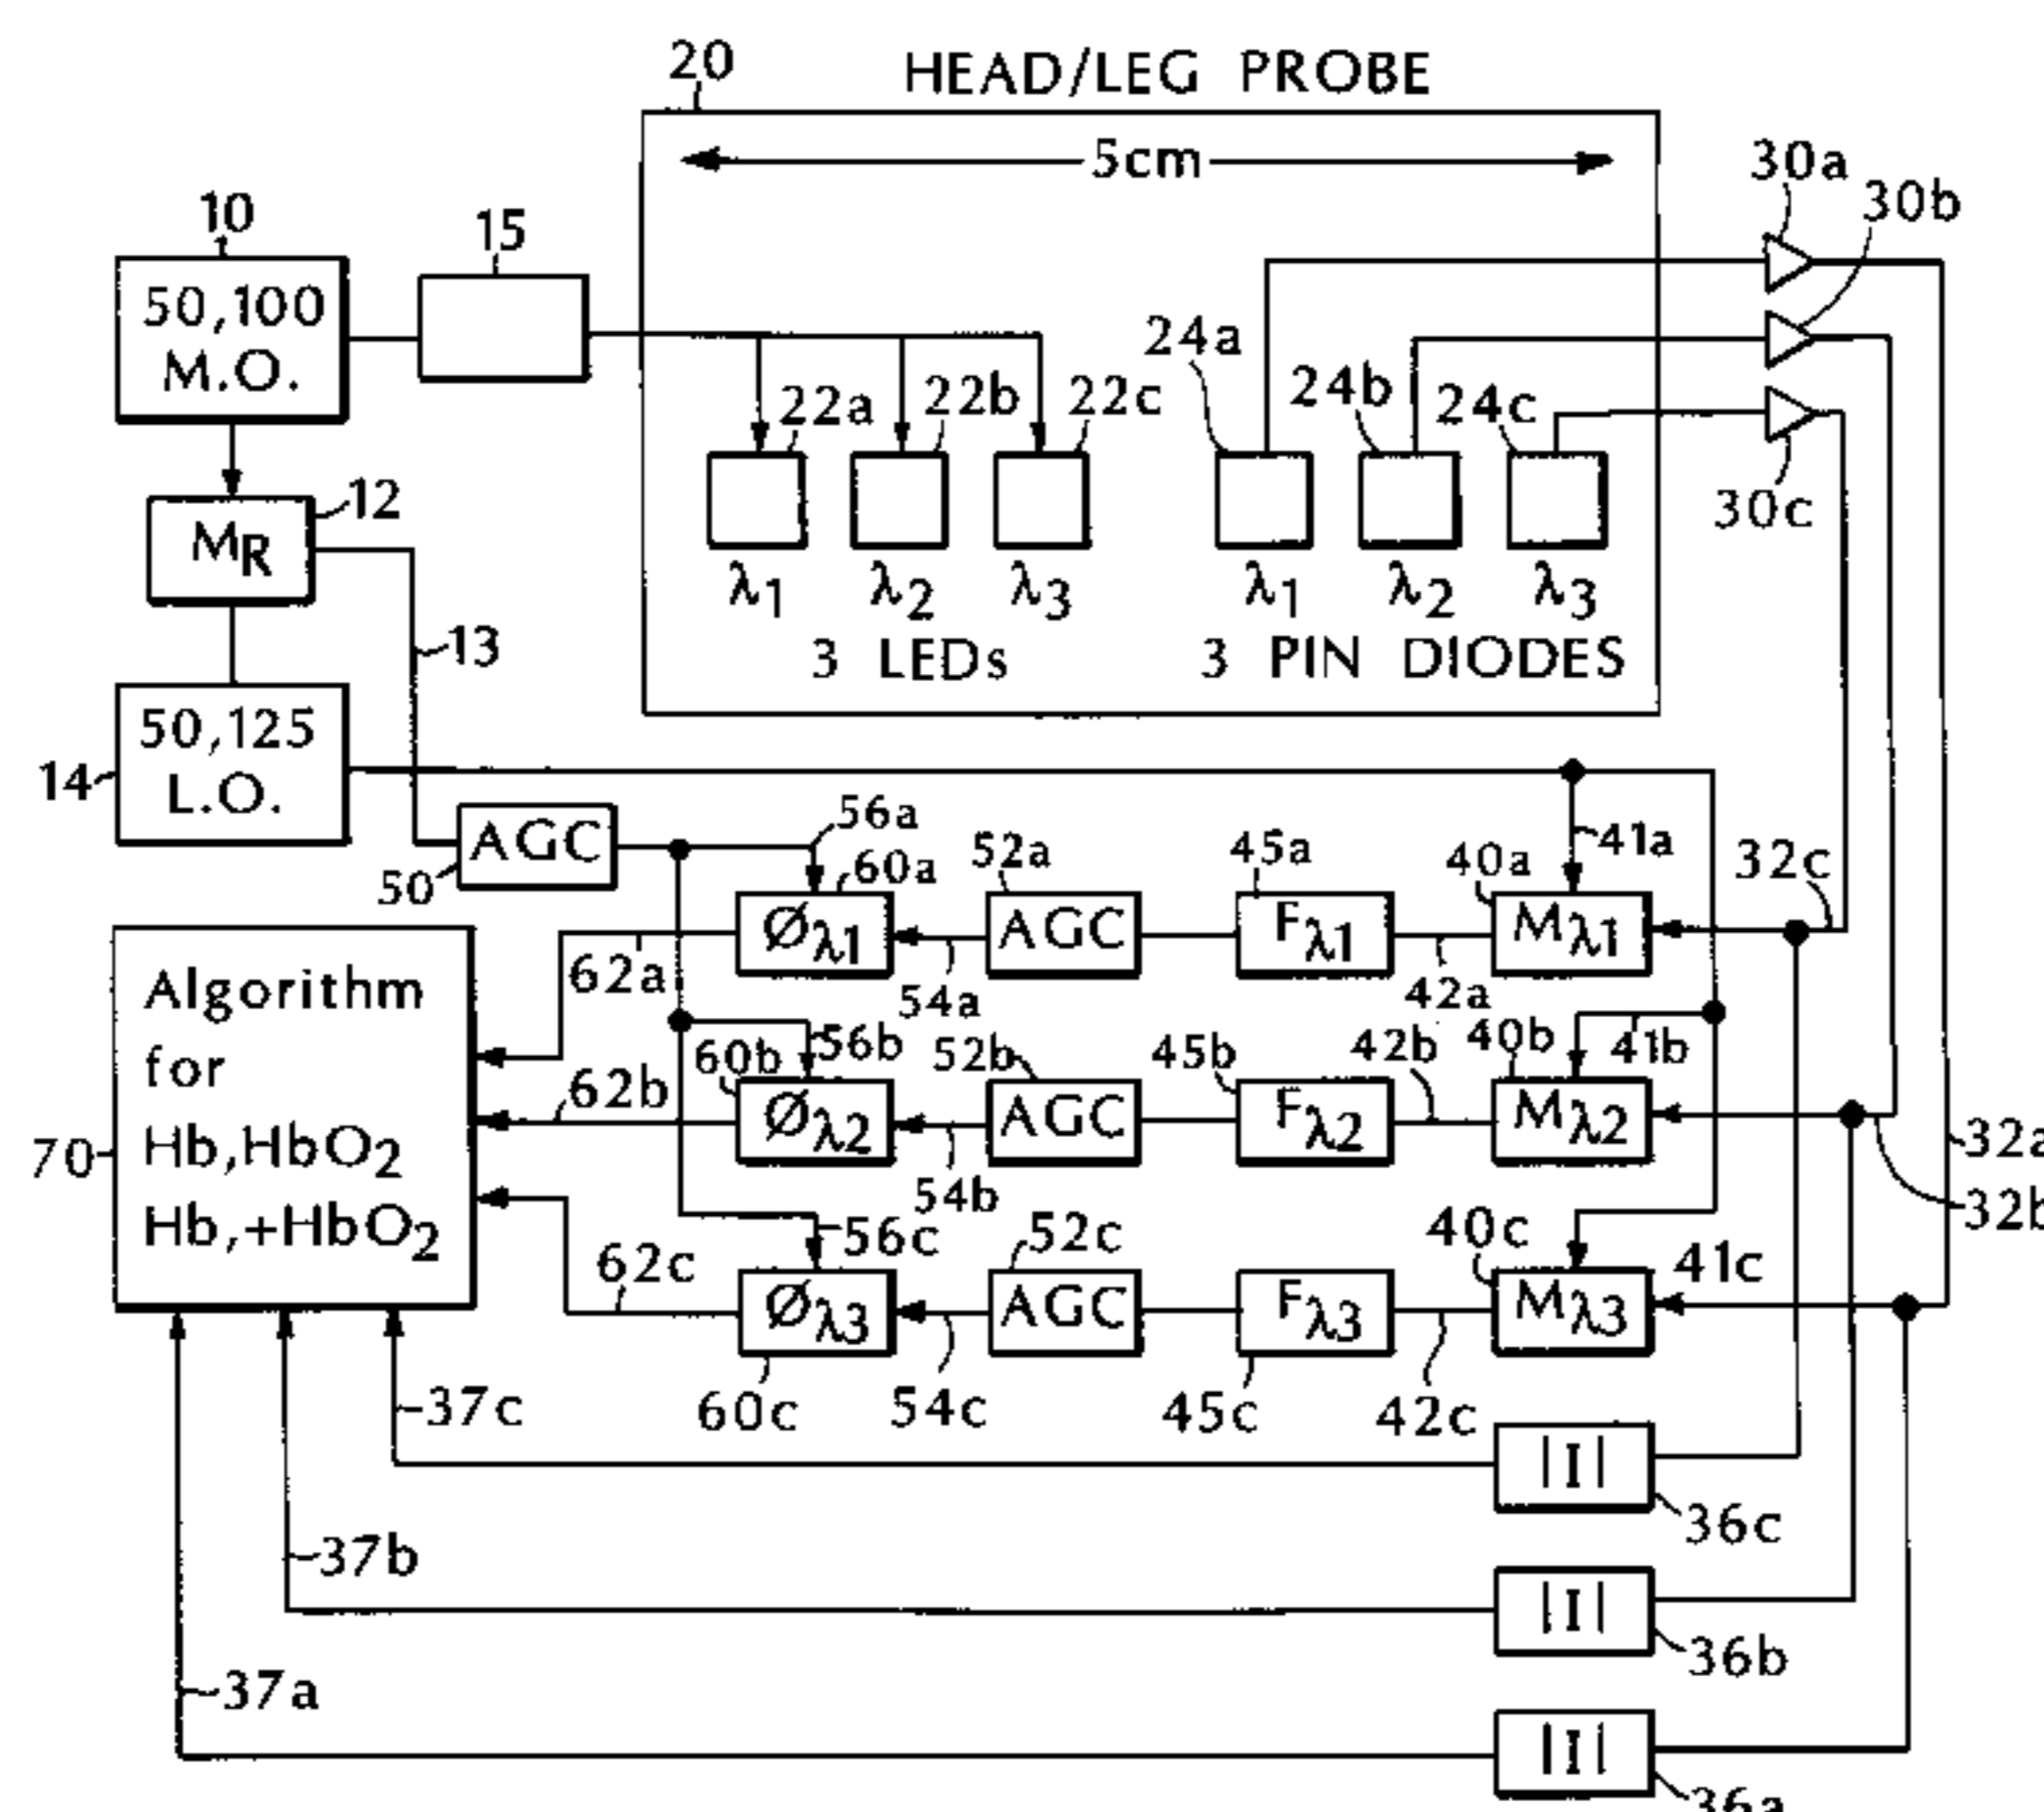 20
HEAD/LEG PROBE
5cm
30a
30b
10
15
50,100
M.O.
24a
22a
22b
22c
24b
24c
30c
12
MR
λ1
λ2
λ3
λ1
λ2
λ3
13
3 LEDs
3 PIN DIODES
50,125
L.O.
14
56a
41a
AGC
50
60a
52a
45a
40a
32c
Øλ1
AGC
Fλ1
Mλ1
62a
54a
42a
Algorithm
for
Hb,HbO2
Hb,+HbO2
70
60b
56b
52b
45b
42b
40b
41b
62b
Øλ2
AGC
Fλ2
Mλ2
32a
54b
32b
56c
52c
40c
41c
62c
Øλ3
AGC
Fλ3
Mλ3
37c
60c
54c
45c
42c
|I|
36c
37b
|I|
36b
37a
|I|
36a